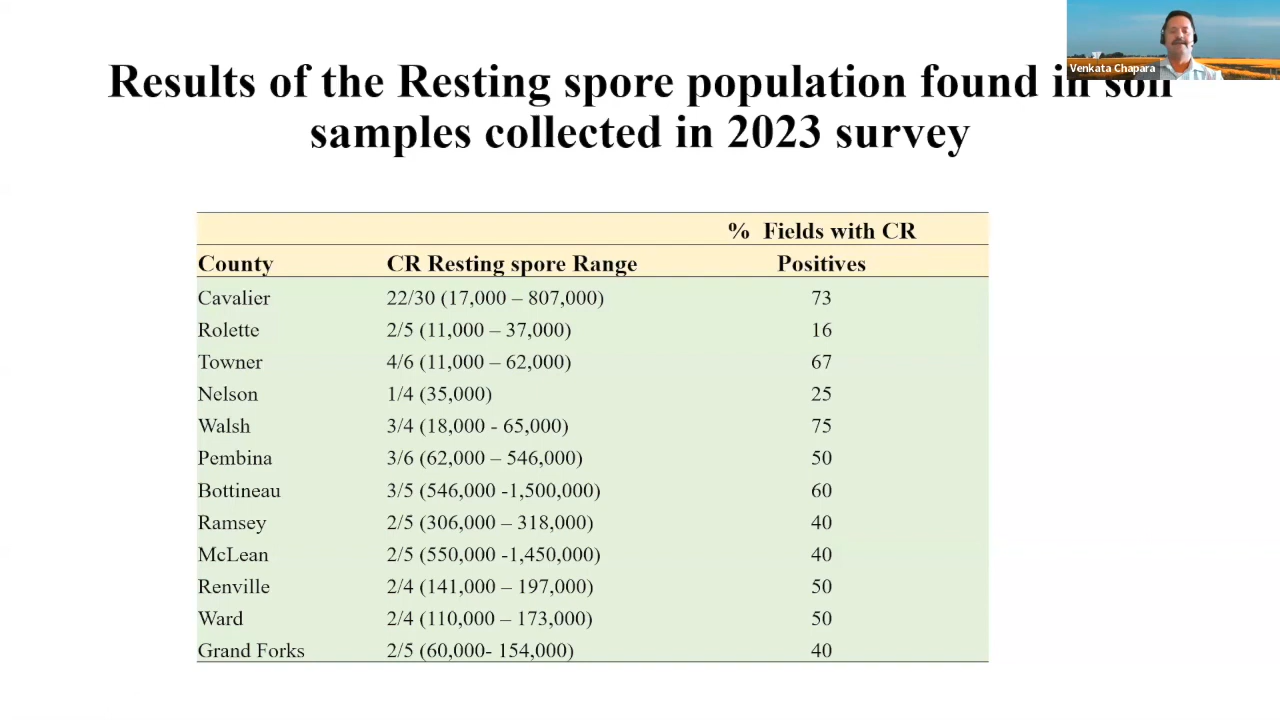 Venkata Chapara
Results of the Resting spore population found in soil
samples collected in 2023 survey
% Fields with CR
County CR Resting spore Range Positives
Cavalier 22/30 (17,000 – 807,000) 73
Rolette 2/5 (11,000 – 37,000) 16
Towner 4/6 (11,000 – 62,000) 67
Nelson 1/4 (35,000) 25
Walsh 3/4 (18,000 - 65,000) 75
Pembina 3/6 (62,000 – 546,000) 50
Bottineau 3/5 (546,000 -1,500,000) 60
Ramsey 2/5 (306,000 – 318,000) 40
McLean 2/5 (550,000 -1,450,000) 40
Renville 2/4 (141,000 – 197,000) 50
Ward 2/4 (110,000 – 173,000) 50
Grand Forks 2/5 (60,000- 154,000) 40